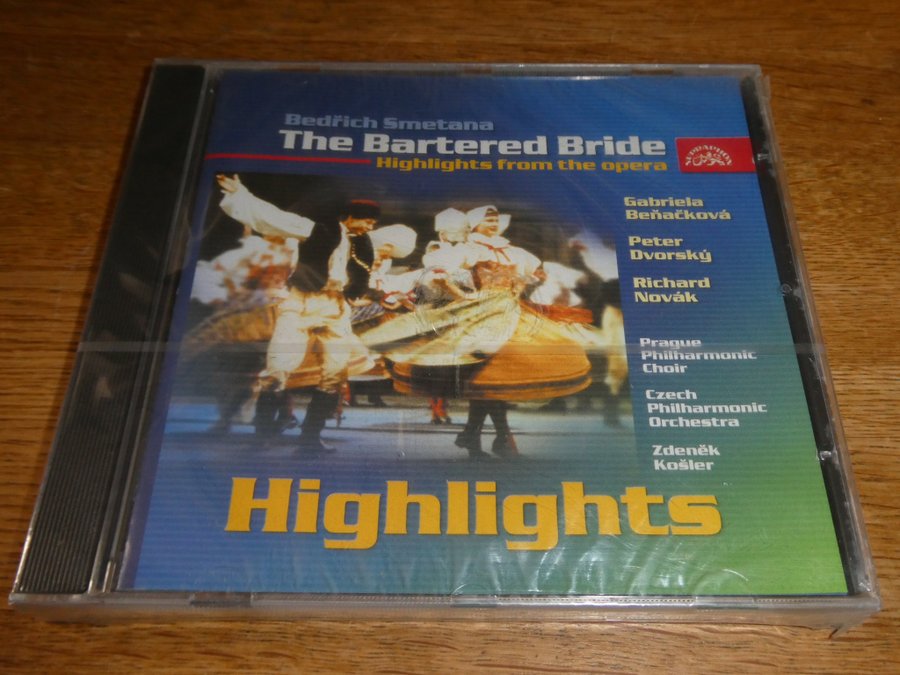 Bedřich Smetana
The Bartered Bride
Highlights from the opera
SUPRAPHON
Gabriela
Beňačková
Peter
Dvorský
Richard
Novák
Prague
Philharmonic
Choir
Czech
Philharmonic
Orchestra
Zdeněk
Košler
Highlights